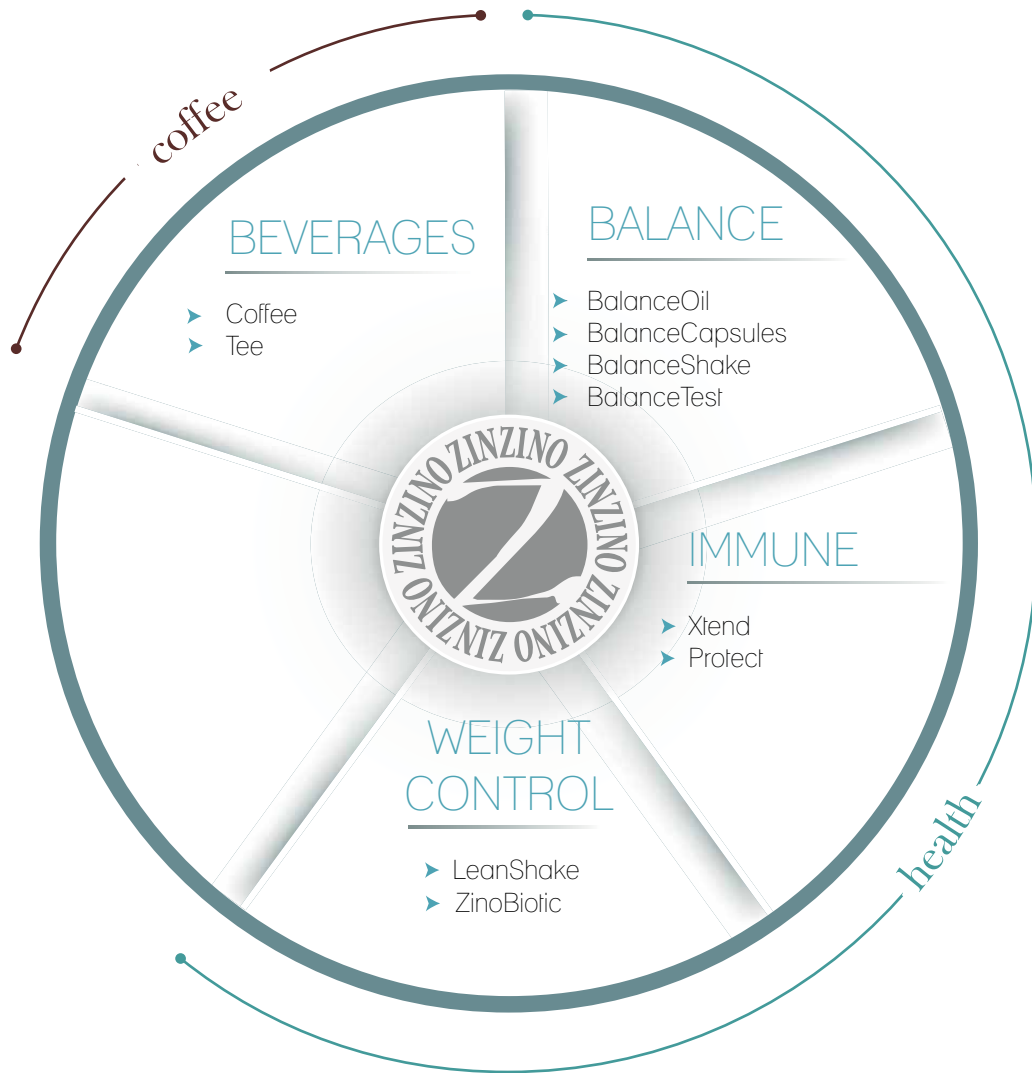 coffee
BEVERAGES
Coffee
Tee
BALANCE
BalanceOil
BalanceCapsules
BalanceShake
BalanceTest
IMMUNE
Xtend
Protect
WEIGHT
CONTROL
LeanShake
ZinoBiotic
health
ZINZINO ZINZINO ZINZINO ZINZINO ZINZINO
Z